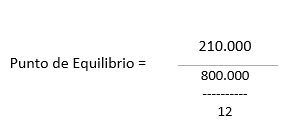 210.000
Punto de Equilibrio =
800.000
----------
12